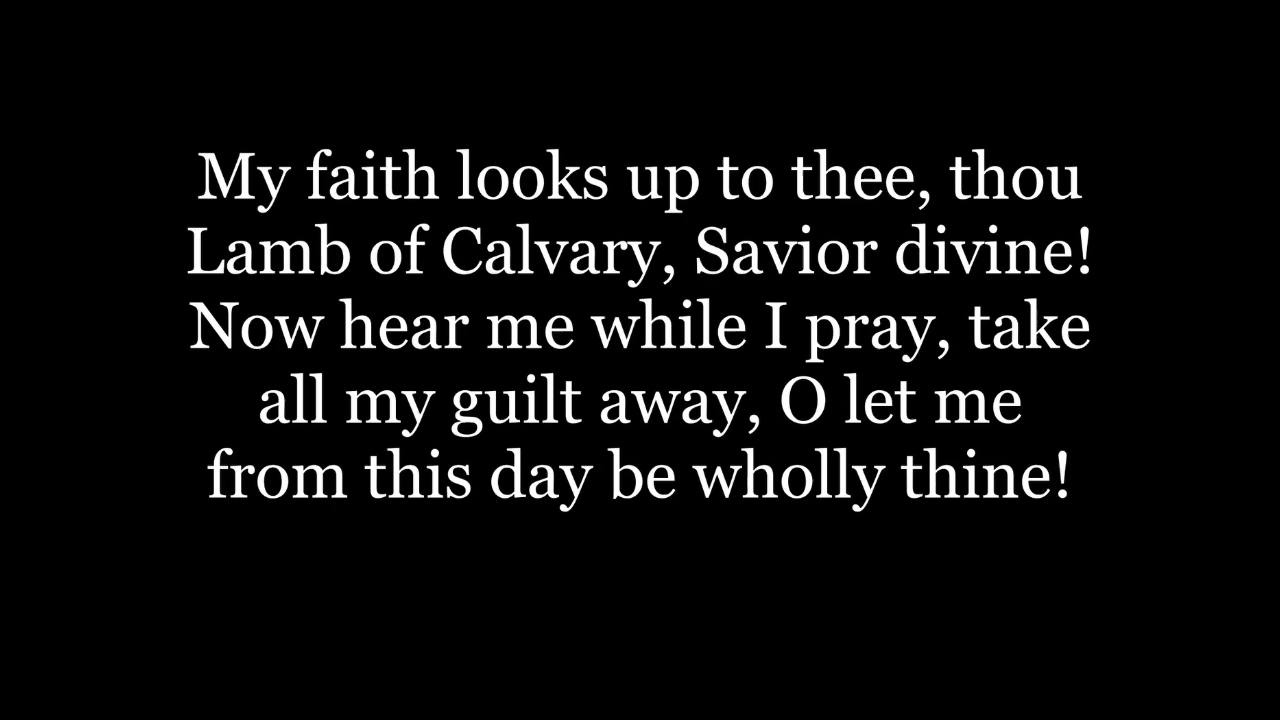 My faith looks up to thee, thou
Lamb of Calvary, Savior divine!
Now hear me while I pray, take
all my guilt away, O let me
from this day be wholly thine!